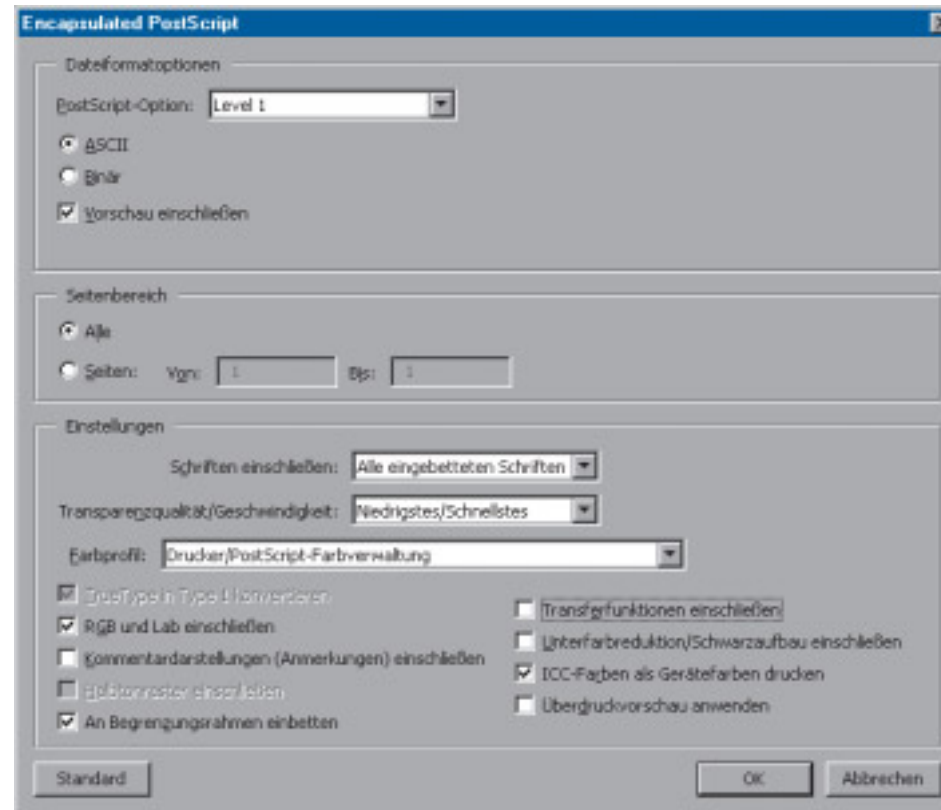 Encapsulated PostScript
Dateiformatoptionen
PostScript-Option: Level 1
ASCII
Binär
Vorschau einschließen
Seitenbereich
Alle
Seiten: Von: 1 Bis: 1
Einstellungen
Schriften einschließen: Alle eingebetteten Schriften
Transparenzqualität/Geschwindigkeit: Niedrigstes/Schnellstes
Farbprofil: Drucker/PostScript-Farbverwaltung
TrueType in Type 1 konvertieren
RGB und Lab einschließen
Kommentardarstellungen (Anmerkungen) einschließen
Halbtonraster einschließen
An Begrenzungsrahmen einbetten
Transferfunktionen einschließen
Unterfarbreduktion/Schwarzaufbau einschließen
ICC-Farben als Gerätefarben drucken
Überdruckvorschau anwenden
Standard OK Abbrechen